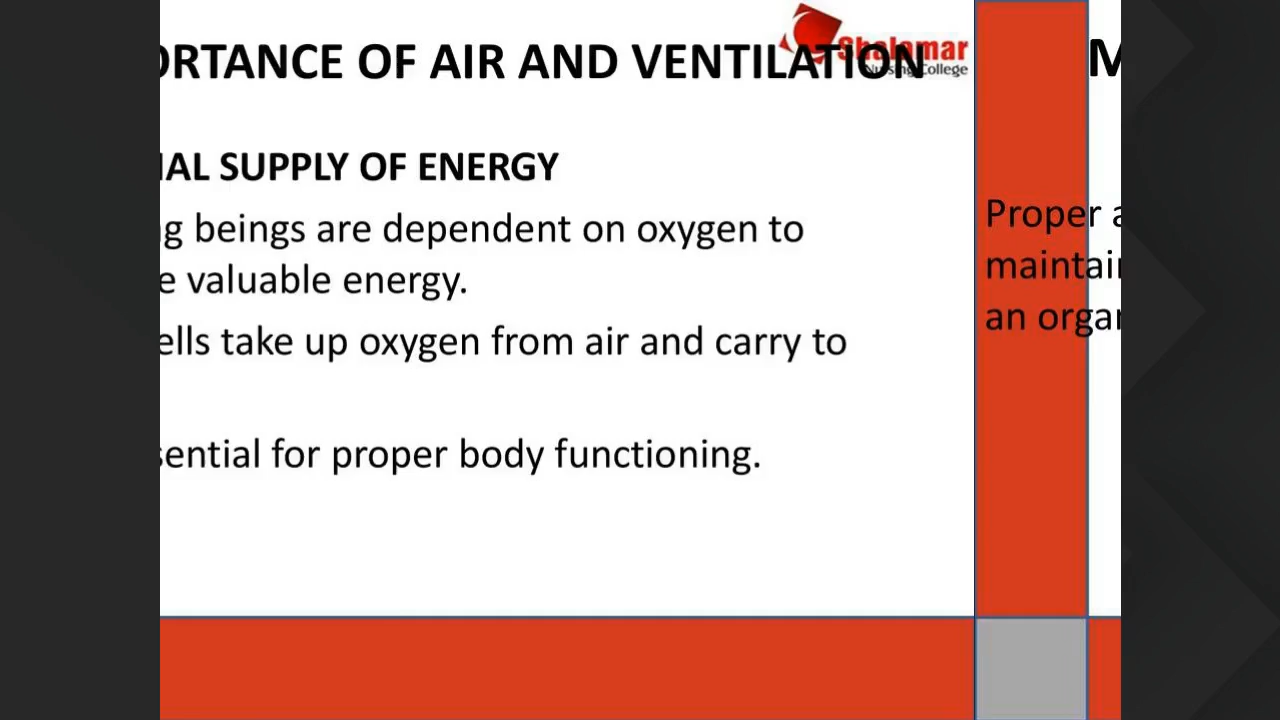 ORTANCE OF AIR AND VENTILATION
Shalamar
Nursing College
IAL SUPPLY OF ENERGY
g beings are dependent on oxygen to
e valuable energy.
ells take up oxygen from air and carry to
sential for proper body functioning.
M
Proper a
maintai
an orga